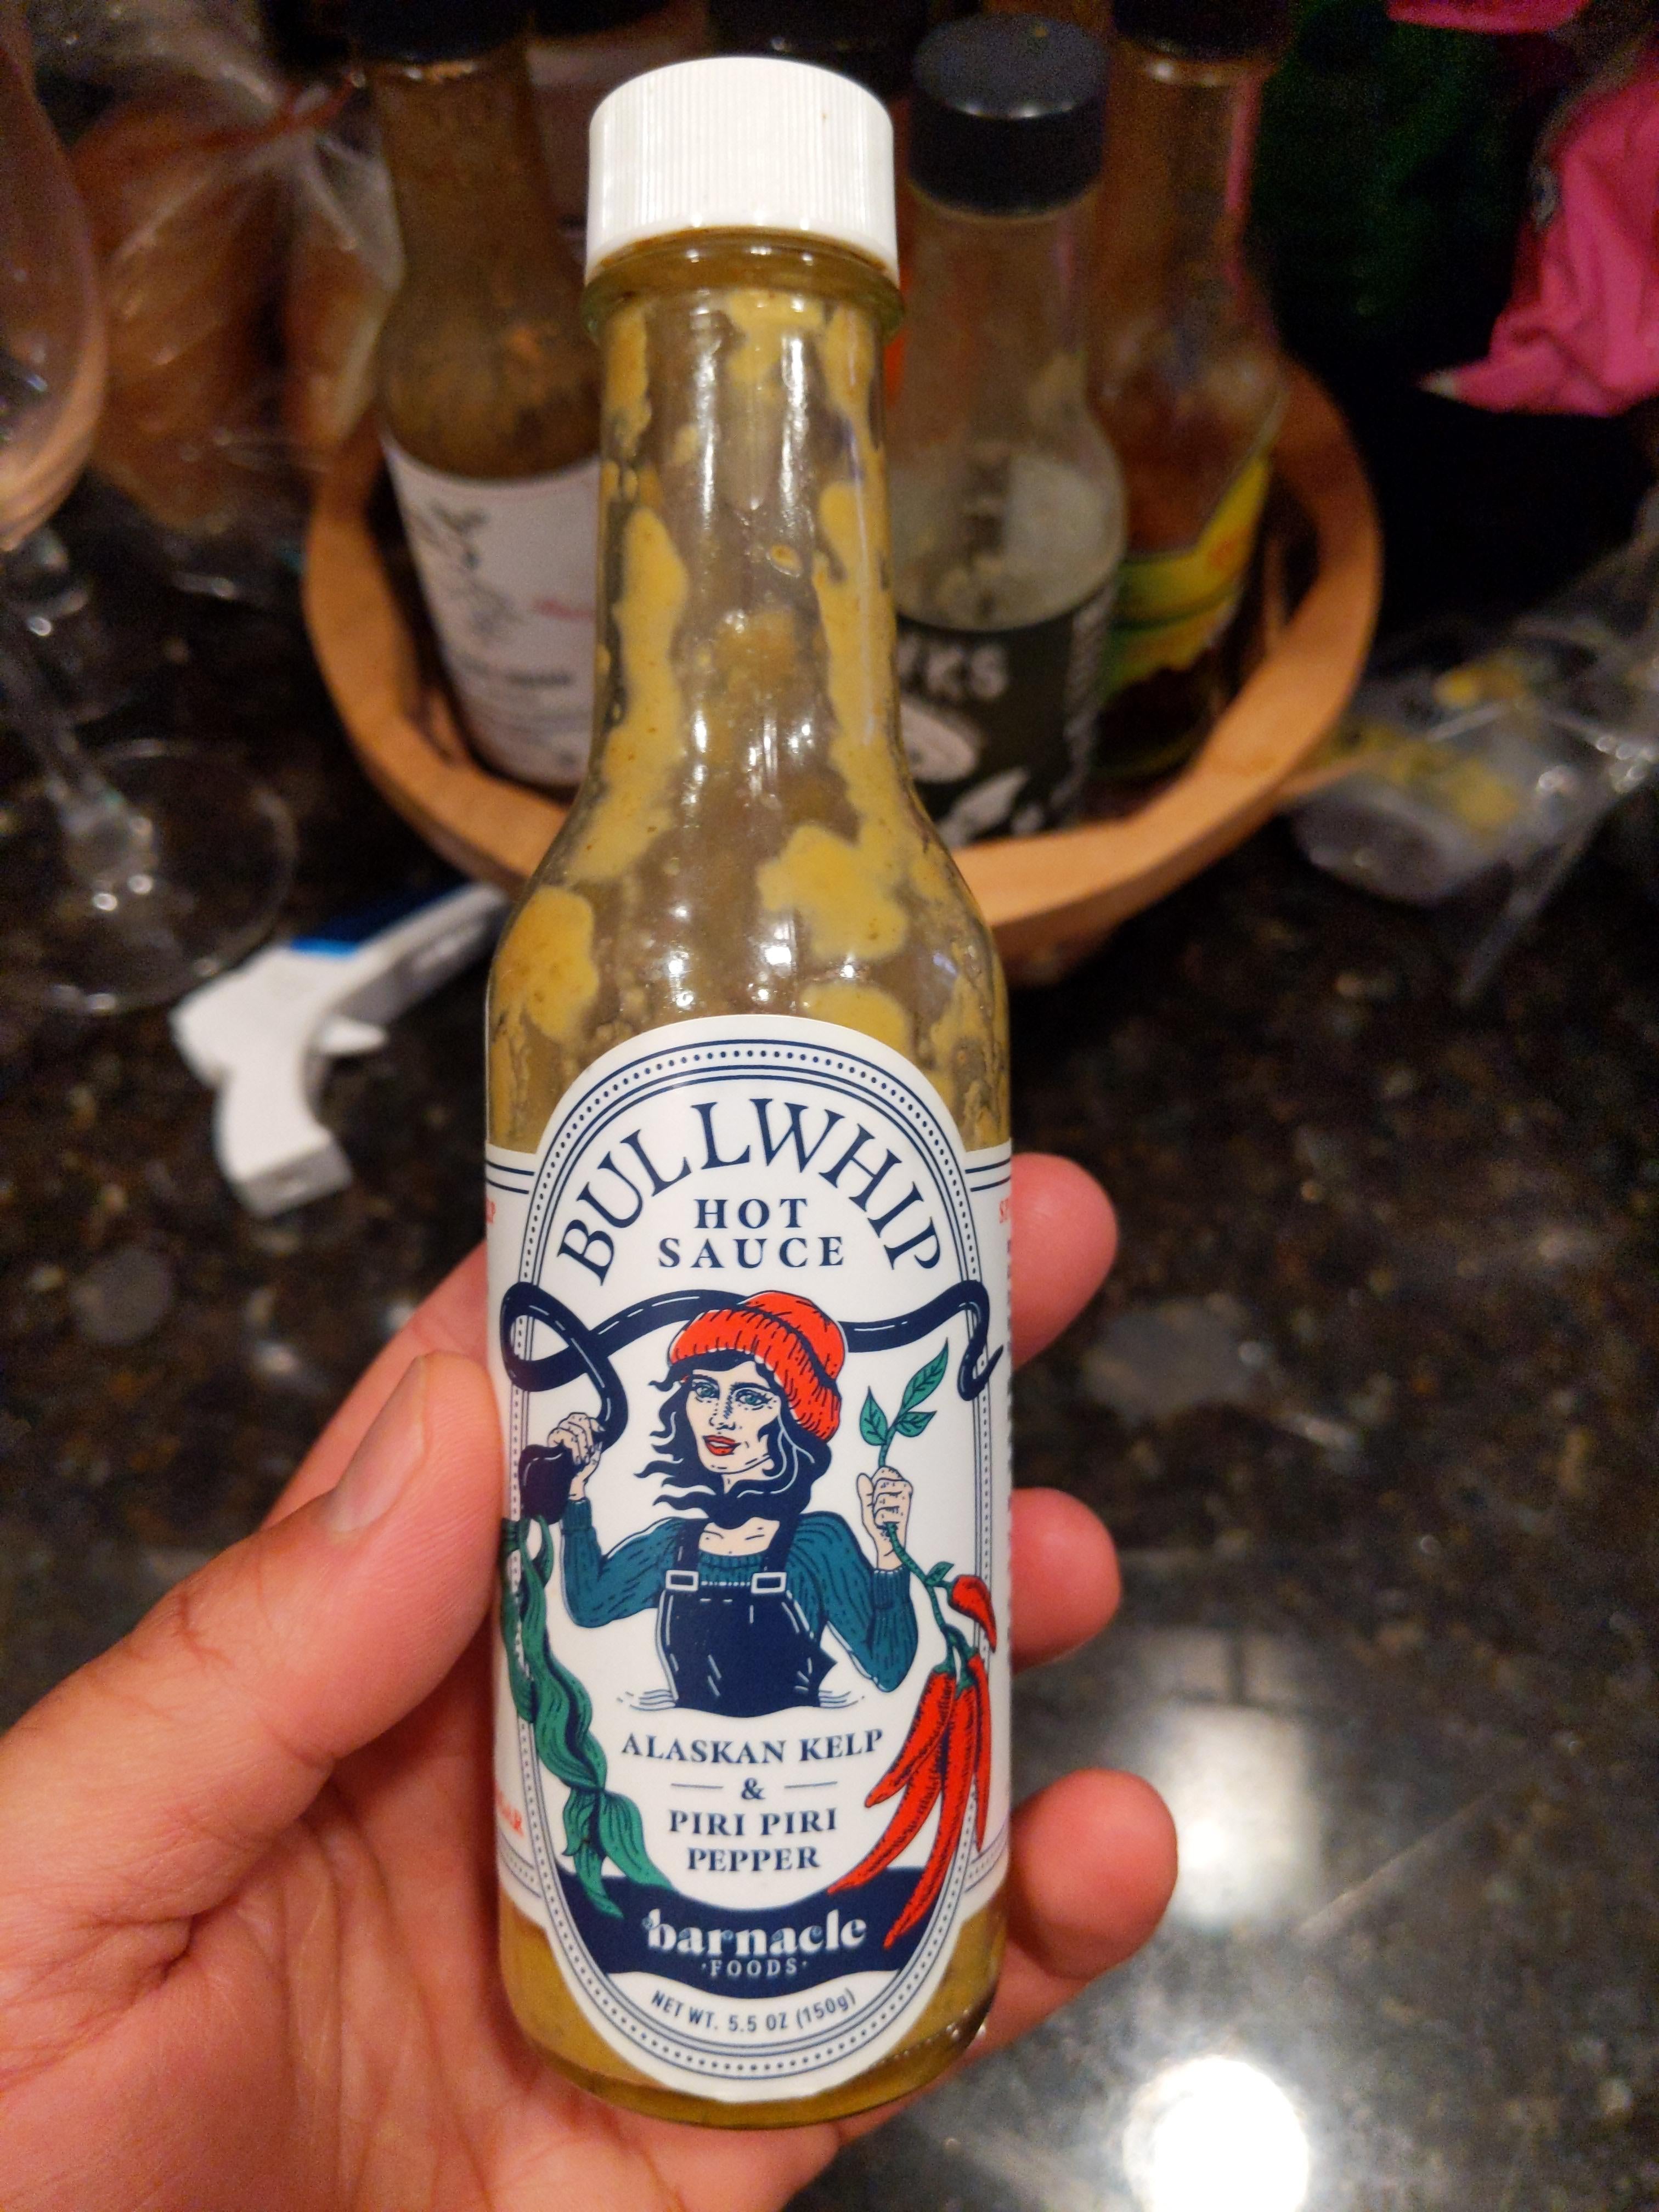 BULLWHIP
HOT
SAUCE
ALASKAN KELP
&
PIRI PIRI
PEPPER
barnacle
·FOODS·
NET WT. 5.5 OZ (150g)